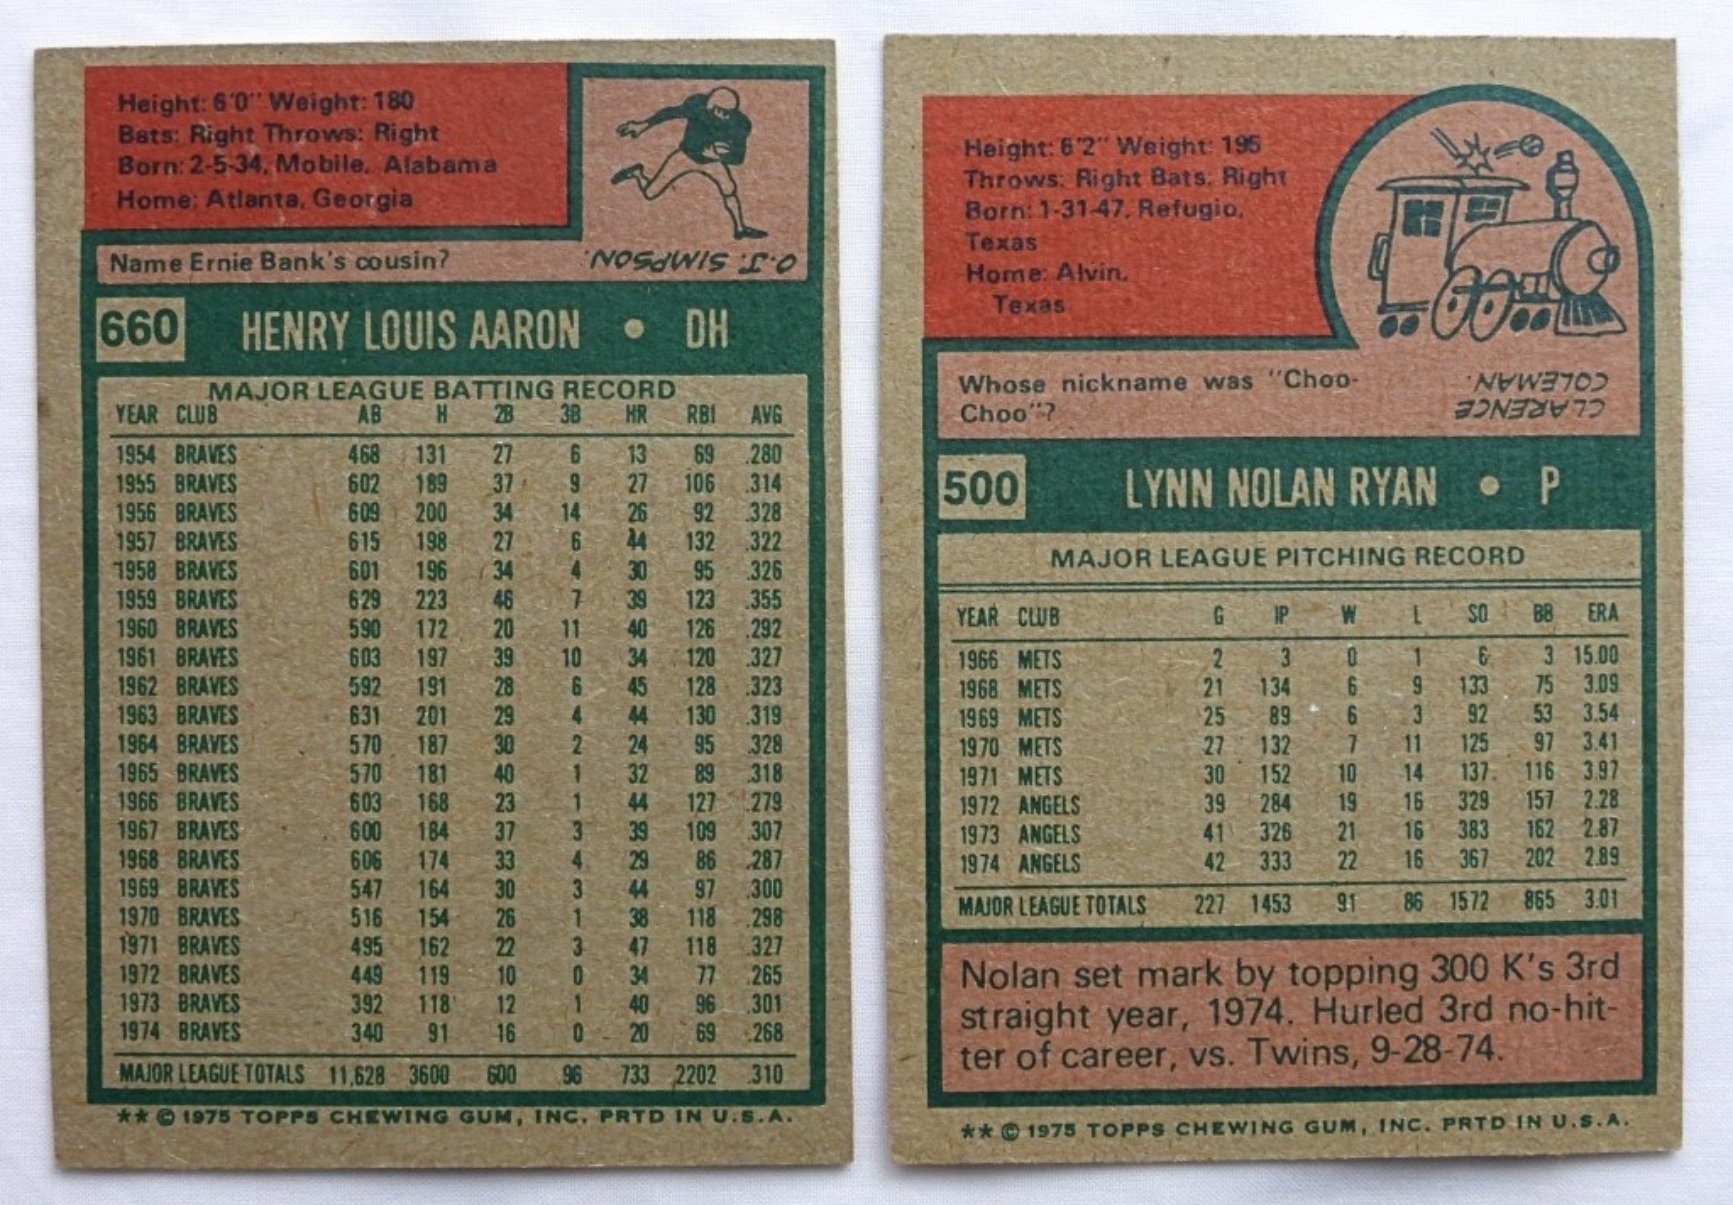 Height: 6'0" Weight: 180
Bats: Right Throws: Right
Born: 2-5-34, Mobile, Alabama
Home: Atlanta, Georgia
Name Ernie Bank's cousin?
O.J. SIMPSON.
660 HENRY LOUIS AARON • DH
MAJOR LEAGUE BATTING RECORD
YEAR CLUB AB H 2B 3B HR RBI AVG
1954 BRAVES 468 131 27 6 13 69 .280
1955 BRAVES 602 189 37 9 27 106 .314
1956 BRAVES 609 200 34 14 26 92 .328
1957 BRAVES 615 198 27 6 44 132 .322
1958 BRAVES 601 196 34 4 30 95 .326
1959 BRAVES 629 223 46 7 39 123 .355
1960 BRAVES 590 172 20 11 40 126 .292
1961 BRAVES 603 197 39 10 34 120 .327
1962 BRAVES 592 191 28 6 45 128 .323
1963 BRAVES 631 201 29 4 44 130 .319
1964 BRAVES 570 187 30 2 24 95 .328
1965 BRAVES 570 181 40 1 32 89 .318
1966 BRAVES 603 168 23 1 44 127 .279
1967 BRAVES 600 184 37 3 39 109 .307
1968 BRAVES 606 174 33 4 29 86 .287
1969 BRAVES 547 164 30 3 44 97 .300
1970 BRAVES 516 154 26 1 38 118 .298
1971 BRAVES 495 162 22 3 47 118 .327
1972 BRAVES 449 119 10 0 34 77 .265
1973 BRAVES 392 118 12 1 40 96 .301
1974 BRAVES 340 91 16 0 20 69 .268
MAJOR LEAGUE TOTALS 11,628 3600 600 96 733 2202 .310
** © 1975 TOPPS CHEWING GUM, INC. PRTD IN U.S.A.
Height: 6'2" Weight: 195
Throws: Right Bats: Right
Born: 1-31-47, Refugio,
Texas
Home: Alvin,
Texas
Whose nickname was "Choo-
Choo"?
CLARENCE
COLEMAN.
500 LYNN NOLAN RYAN • P
MAJOR LEAGUE PITCHING RECORD
YEAR CLUB G IP W L SO BB ERA
1966 METS 2 3 0 1 6 3 15.00
1968 METS 21 134 6 9 133 75 3.09
1969 METS 25 89 6 3 92 53 3.54
1970 METS 27 132 7 11 125 97 3.41
1971 METS 30 152 10 14 137 116 3.97
1972 ANGELS 39 284 19 16 329 157 2.28
1973 ANGELS 41 326 21 16 383 162 2.87
1974 ANGELS 42 333 22 16 367 202 2.89
MAJOR LEAGUE TOTALS 227 1453 91 86 1572 865 3.01
Nolan set mark by topping 300 K's 3rd
straight year, 1974. Hurled 3rd no-hit-
ter of career, vs. Twins, 9-28-74.
** © 1975 TOPPS CHEWING GUM, INC. PRTD IN U.S.A.